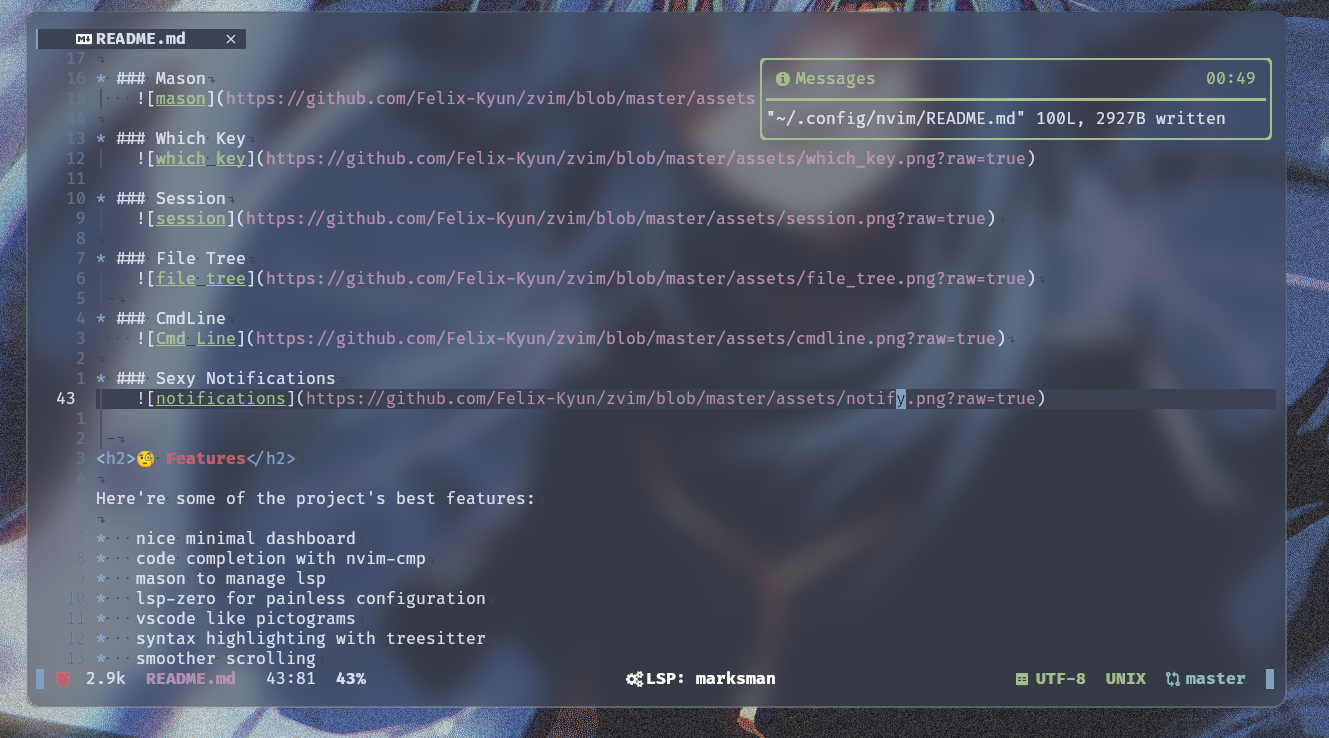 README.md ×
17
16 * ### Mason
15 ![mason](https://github.com/Felix-Kyun/zvim/blob/master/assets
14
13 * ### Which Key
12 ![which_key](https://github.com/Felix-Kyun/zvim/blob/master/assets/which_key.png?raw=true)
11
10 * ### Session
9 ![session](https://github.com/Felix-Kyun/zvim/blob/master/assets/session.png?raw=true)
8
7 * ### File Tree
6 ![file_tree](https://github.com/Felix-Kyun/zvim/blob/master/assets/file_tree.png?raw=true)
5
4 * ### CmdLine
3 ![Cmd Line](https://github.com/Felix-Kyun/zvim/blob/master/assets/cmdline.png?raw=true)
2
1 * ### Sexy Notifications
43 ![notifications](https://github.com/Felix-Kyun/zvim/blob/master/assets/notify.png?raw=true)
1
2
3 <h2>🧐 Features</h2>
4
5 Here're some of the project's best features:
6
7 * nice minimal dashboard
8 * code completion with nvim-cmp
9 * mason to manage lsp
10 * lsp-zero for painless configuration
11 * vscode like pictograms
12 * syntax highlighting with treesitter
13 * smoother scrolling
2.9k README.md 43:81 43% LSP: marksman UTF-8 UNIX master
Messages 00:49
"~/.config/nvim/README.md" 100L, 2927B written